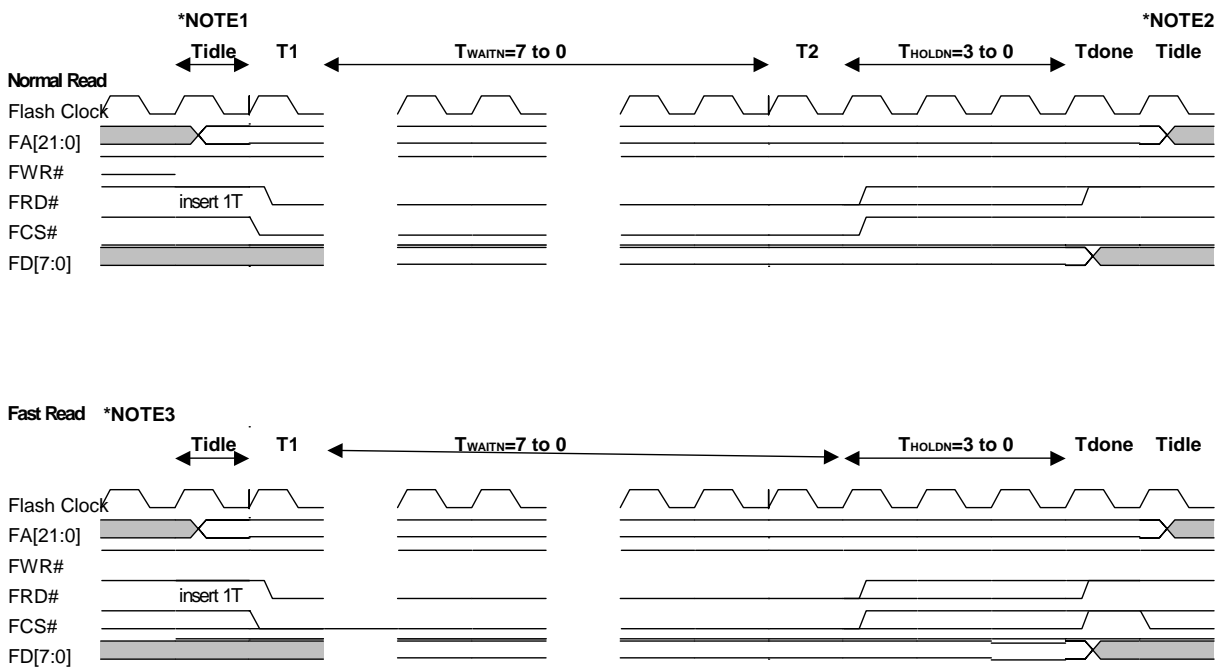 *NOTE1 *NOTE2
Tidle T1 TWAITN=7 to 0 T2 THOLDN=3 to 0 Tdone Tidle
Normal Read
Flash Clock
FA[21:0]
FWR#
FRD# insert 1T
FCS#
FD[7:0]
Fast Read *NOTE3
Tidle T1 TWAITN=7 to 0 THOLDN=3 to 0 Tdone Tidle
Flash Clock
FA[21:0]
FWR#
FRD# insert 1T
FCS#
FD[7:0]